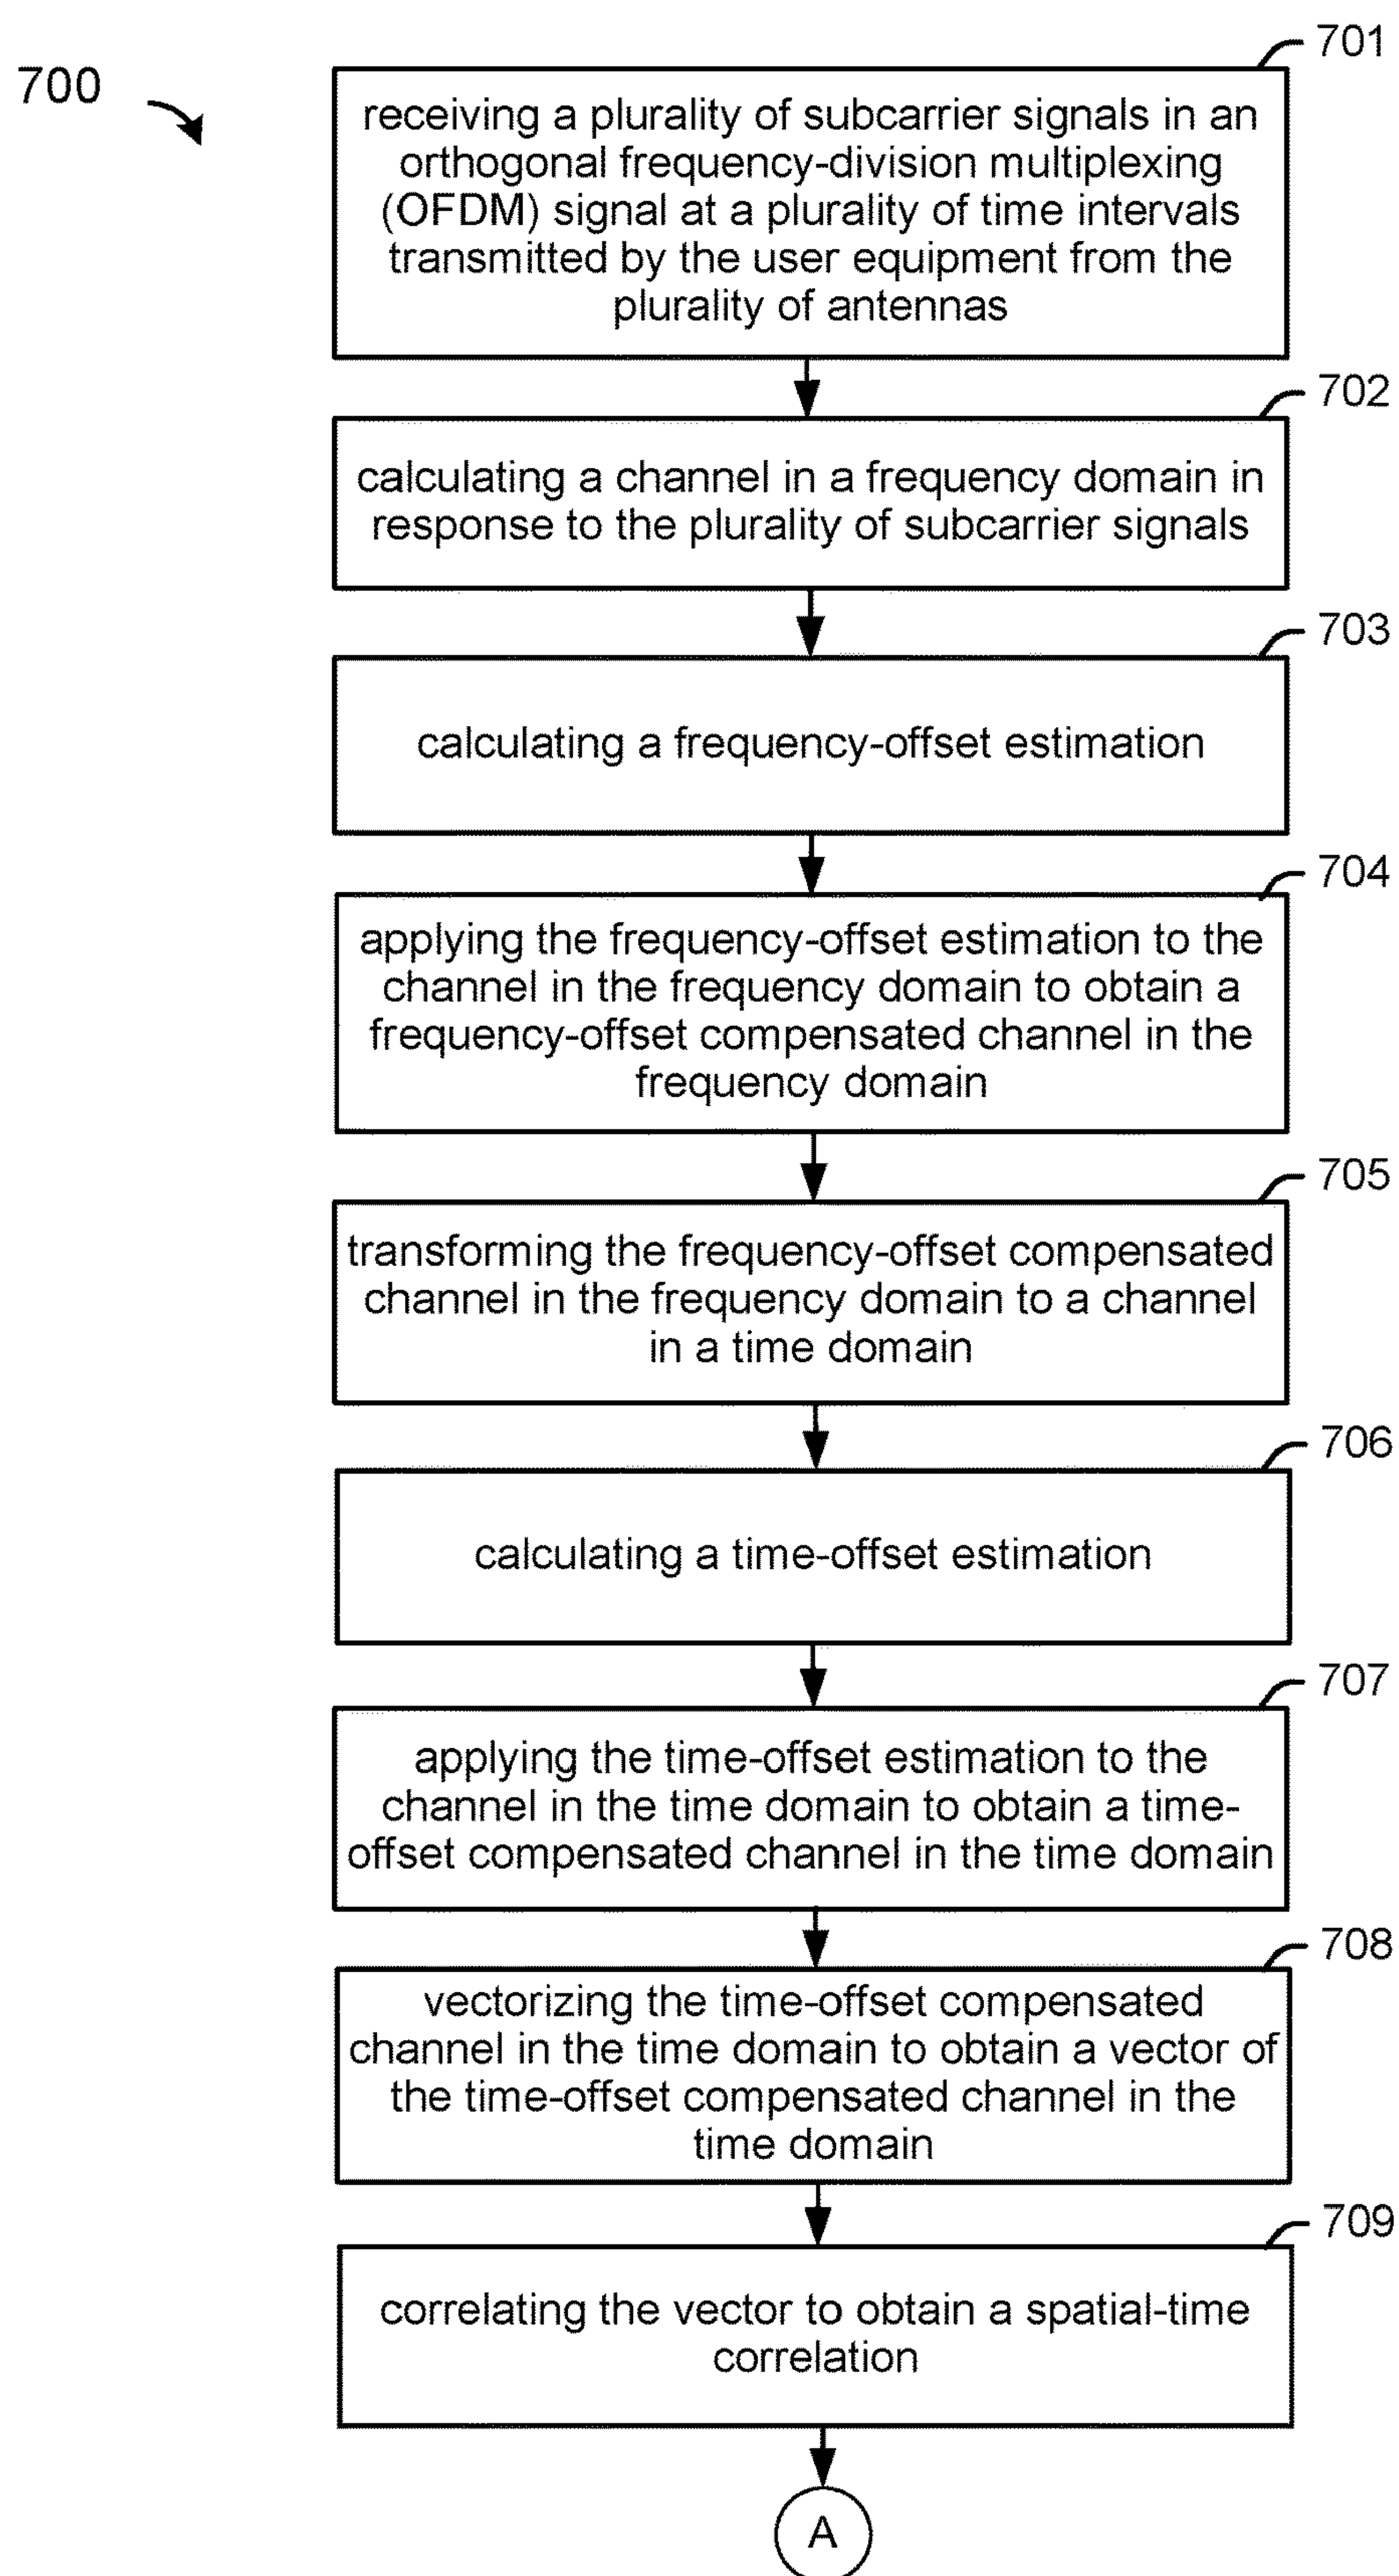 700
701
receiving a plurality of subcarrier signals in an
orthogonal frequency-division multiplexing
(OFDM) signal at a plurality of time intervals
transmitted by the user equipment from the
plurality of antennas
702
calculating a channel in a frequency domain in
response to the plurality of subcarrier signals
703
calculating a frequency-offset estimation
704
applying the frequency-offset estimation to the
channel in the frequency domain to obtain a
frequency-offset compensated channel in the
frequency domain
705
transforming the frequency-offset compensated
channel in the frequency domain to a channel
in a time domain
706
calculating a time-offset estimation
707
applying the time-offset estimation to the
channel in the time domain to obtain a time-
offset compensated channel in the time domain
708
vectorizing the time-offset compensated
channel in the time domain to obtain a vector of
the time-offset compensated channel in the
time domain
709
correlating the vector to obtain a spatial-time
correlation
A